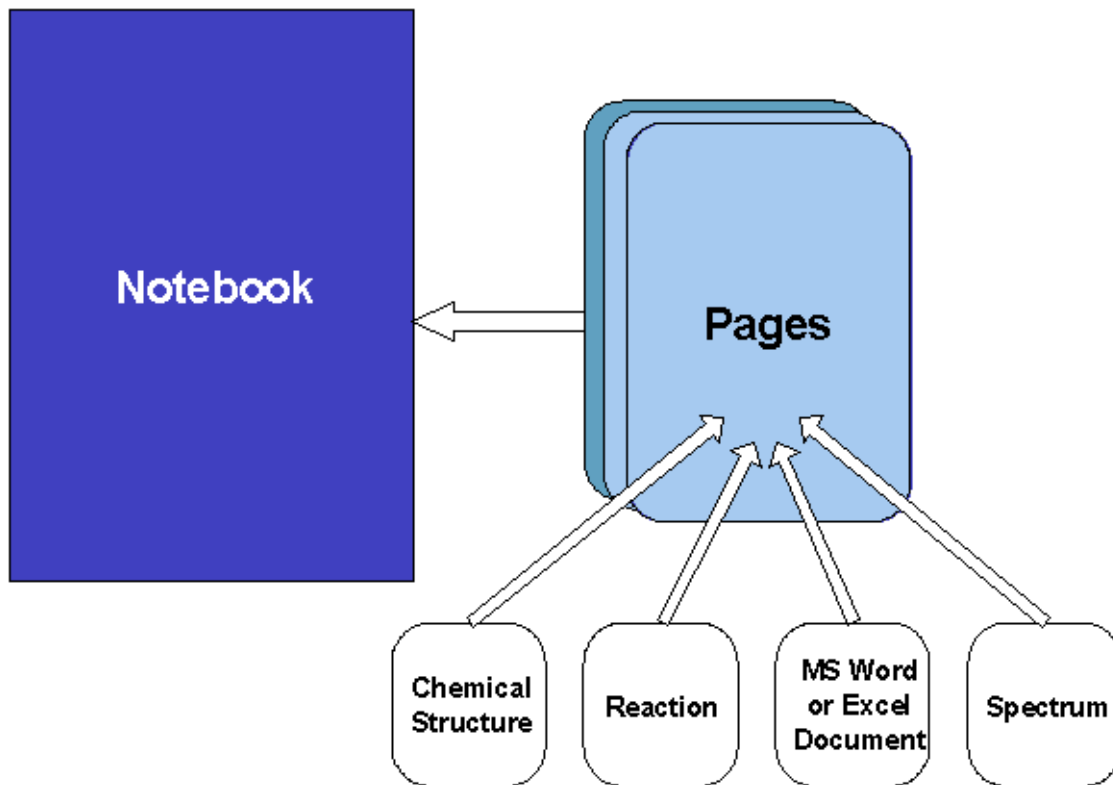 Notebook
Pages
Chemical
Structure
Reaction
MS Word
or Excel
Document
Spectrum